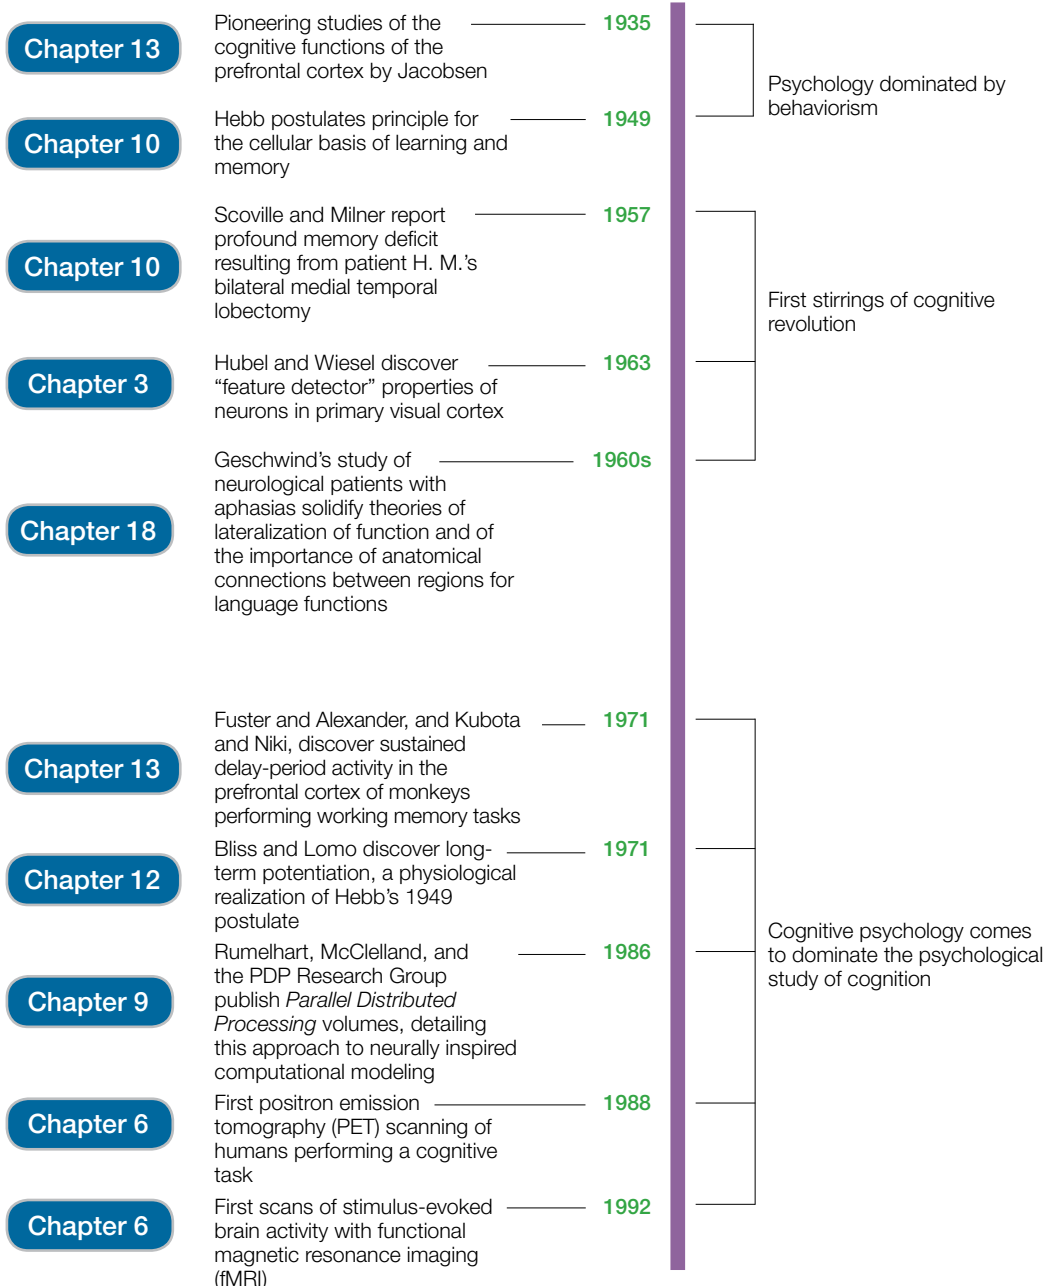 Chapter 13
Pioneering studies of the
cognitive functions of the
prefrontal cortex by Jacobsen
1935
Psychology dominated by
behaviorism
Chapter 10
Hebb postulates principle for
the cellular basis of learning and
memory
1949
Chapter 10
Scoville and Milner report
profound memory deficit
resulting from patient H. M.’s
bilateral medial temporal
lobectomy
1957
First stirrings of cognitive
revolution
Chapter 3
Hubel and Wiesel discover
“feature detector” properties of
neurons in primary visual cortex
1963
Chapter 18
Geschwind’s study of
neurological patients with
aphasias solidify theories of
lateralization of function and of
the importance of anatomical
connections between regions for
language functions
1960s
Chapter 13
Fuster and Alexander, and Kubota
and Niki, discover sustained
delay-period activity in the
prefrontal cortex of monkeys
performing working memory tasks
1971
Chapter 12
Bliss and Lomo discover long-
term potentiation, a physiological
realization of Hebb’s 1949
postulate
1971
Cognitive psychology comes
to dominate the psychological
study of cognition
Chapter 9
Rumelhart, McClelland, and
the PDP Research Group
publish Parallel Distributed
Processing volumes, detailing
this approach to neurally inspired
computational modeling
1986
Chapter 6
First positron emission
tomography (PET) scanning of
humans performing a cognitive
task
1988
Chapter 6
First scans of stimulus-evoked
brain activity with functional
magnetic resonance imaging
(fMRI)
1992